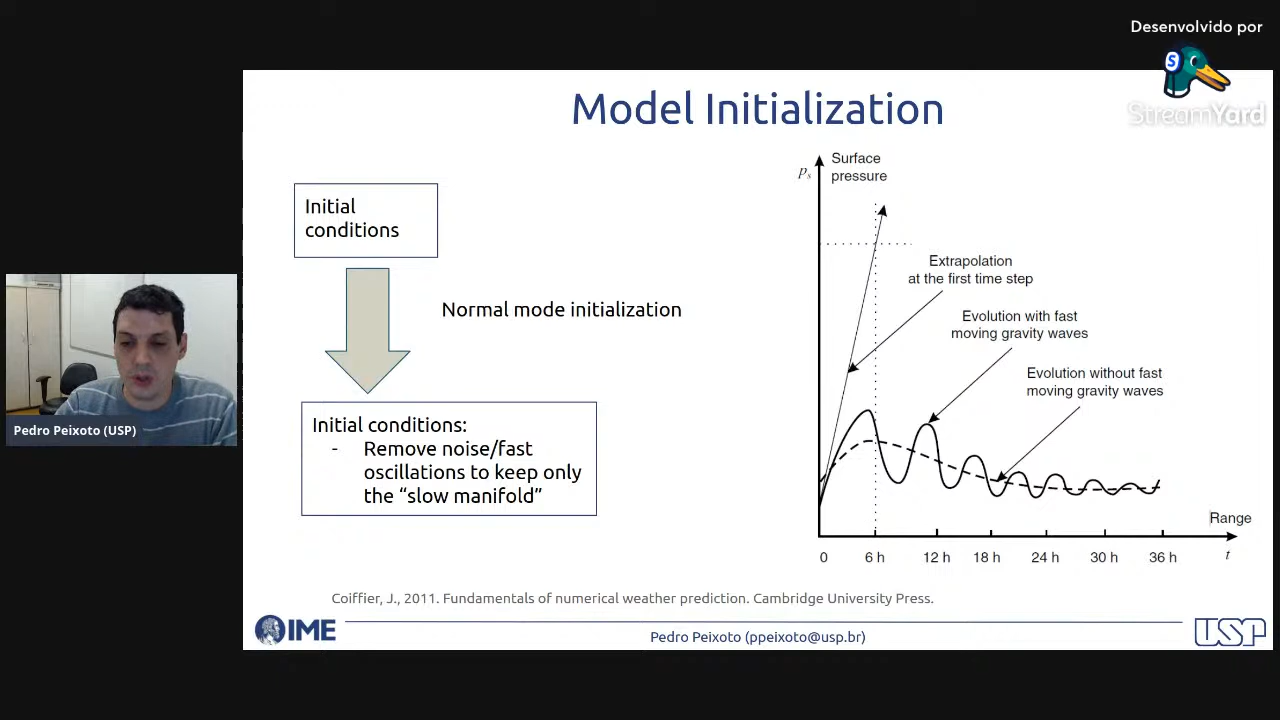 Desenvolvido por
S
StreamYard
Model Initialization
Initial
conditions
Normal mode initialization
Initial conditions:
- Remove noise/fast
oscillations to keep only
the “slow manifold”
Surface
pressure
ps
Extrapolation
at the first time step
Evolution with fast
moving gravity waves
Evolution without fast
moving gravity waves
Range
t
0 6 h 12 h 18 h 24 h 30 h 36 h
Coiffier, J., 2011. Fundamentals of numerical weather prediction. Cambridge University Press.
IME
Pedro Peixoto (ppeixoto@usp.br)
USP
Pedro Peixoto (USP)